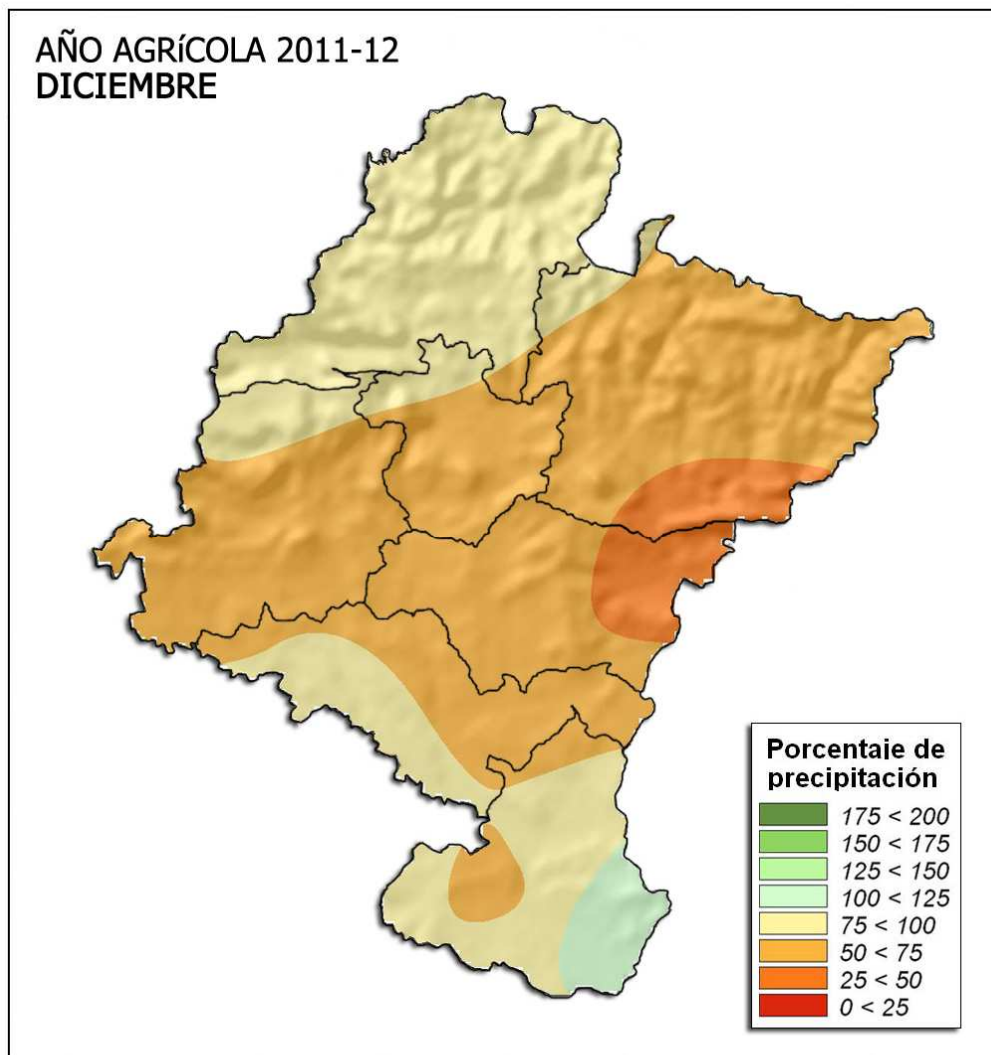 AÑO AGRíCOLA 2011-12
DICIEMBRE
Porcentaje de
precipitación
175 < 200
150 < 175
125 < 150
100 < 125
75 < 100
50 < 75
25 < 50
0 < 25